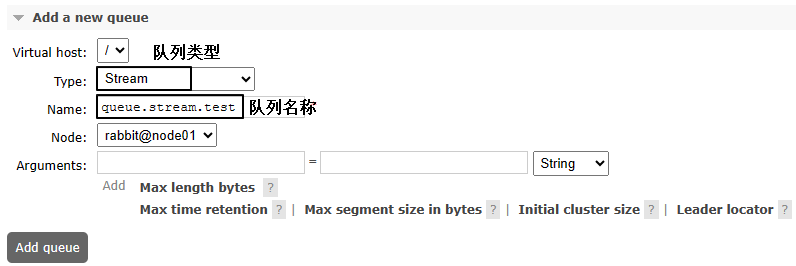 Add a new queue
Virtual host: / 队列类型
Type: Stream
Name: queue.stream.test 队列名称
Node: rabbit@node01
Arguments: = String
Add Max length bytes ?
Max time retention ? | Max segment size in bytes ? | Initial cluster size ? | Leader locator ?
Add queue